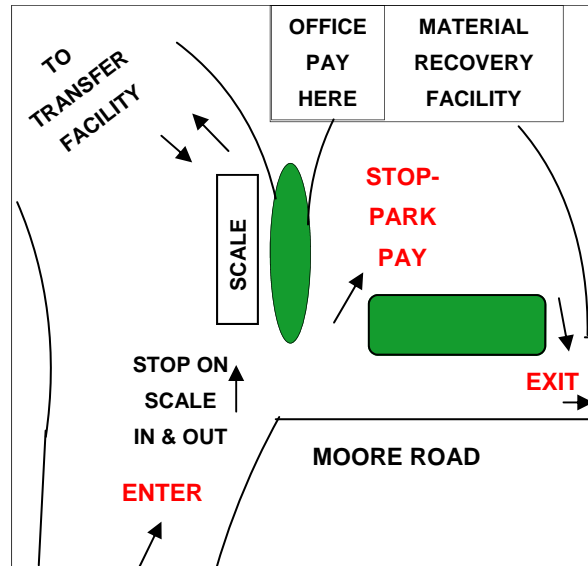 TO
TRANSFER
FACILITY
OFFICE
PAY
HERE
MATERIAL
RECOVERY
FACILITY
STOP-
PARK
PAY
SCALE
STOP ON
SCALE
IN & OUT
EXIT
MOORE ROAD
ENTER